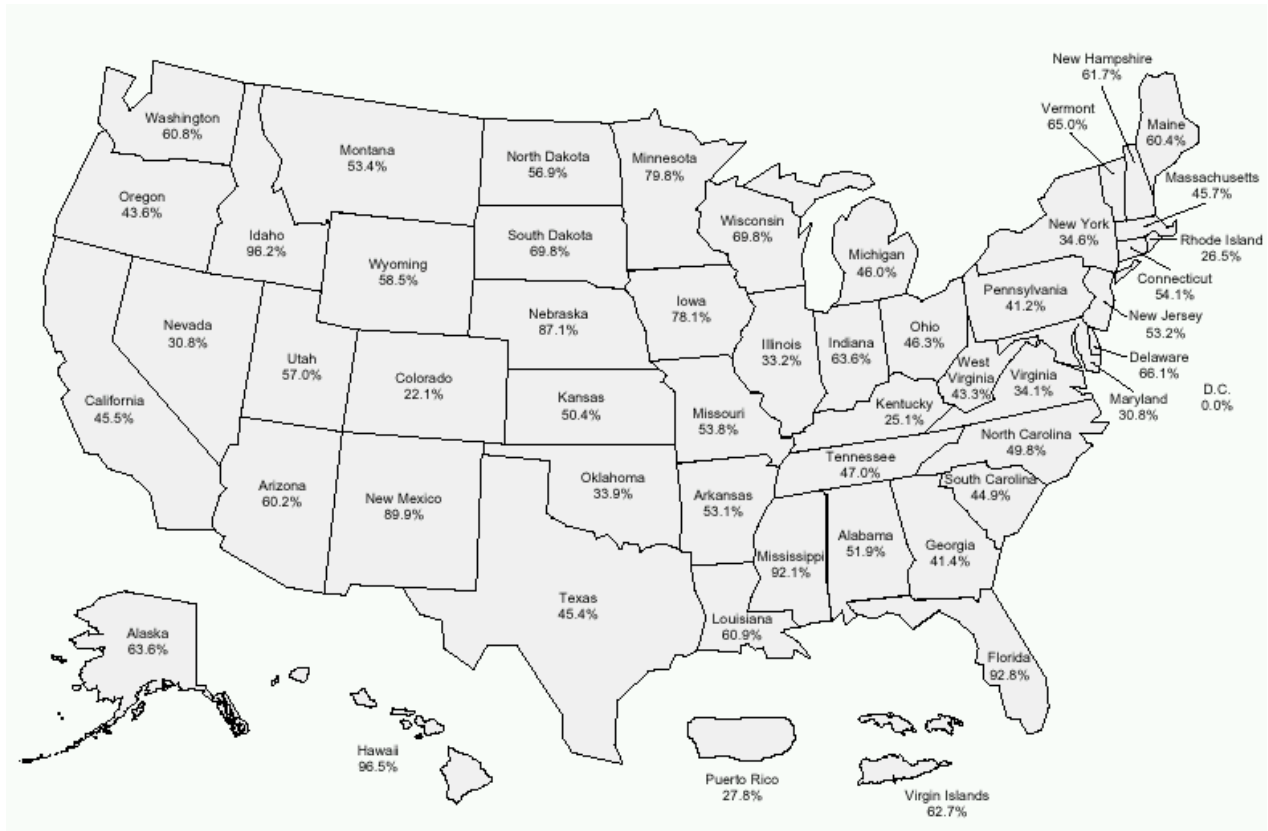 New Hampshire
61.7%
Vermont
65.0%
Maine
60.4%
Washington
60.8%
Montana
53.4%
North Dakota
56.9%
Minnesota
79.8%
Massachusetts
45.7%
Oregon
43.6%
Idaho
96.2%
South Dakota
69.8%
Wisconsin
69.8%
New York
34.6%
Rhode Island
26.5%
Wyoming
58.5%
Michigan
46.0%
Connecticut
54.1%
Nevada
30.8%
Nebraska
87.1%
Iowa
78.1%
Pennsylvania
41.2%
New Jersey
53.2%
Utah
57.0%
Illinois
33.2%
Indiana
63.6%
Ohio
46.3%
Delaware
66.1%
Colorado
22.1%
West
Virginia
43.3%
Virginia
34.1%
Maryland
30.8%
D.C.
0.0%
California
45.5%
Kansas
50.4%
Missouri
53.8%
Kentucky
25.1%
North Carolina
49.8%
Tennessee
47.0%
Arizona
60.2%
New Mexico
89.9%
Oklahoma
33.9%
Arkansas
53.1%
South Carolina
44.9%
Mississippi
92.1%
Alabama
51.9%
Georgia
41.4%
Texas
45.4%
Louisiana
60.9%
Alaska
63.6%
Florida
92.8%
Hawaii
96.5%
Puerto Rico
27.8%
Virgin Islands
62.7%